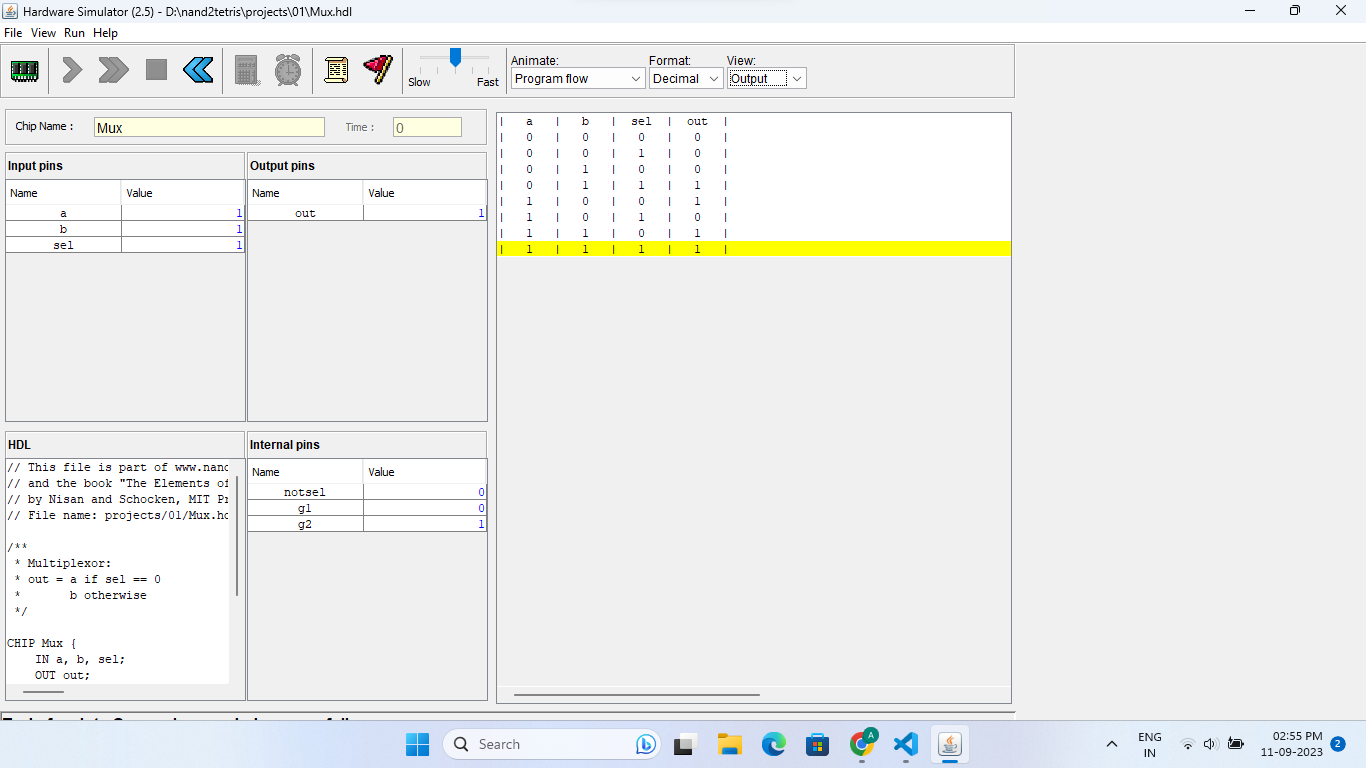 Hardware Simulator (2.5) - D:\nand2tetris\projects\01\Mux.hdl
File View Run Help
Slow Fast
Animate: Format: View:
Program flow Decimal Output
Chip Name : Mux Time : 0
Input pins
Name Value
a 1
b 1
sel 1
Output pins
Name Value
out 1
| a | b | sel | out |
| 0 | 0 | 0 | 0 |
| 0 | 0 | 1 | 0 |
| 0 | 1 | 0 | 0 |
| 0 | 1 | 1 | 1 |
| 1 | 0 | 0 | 1 |
| 1 | 0 | 1 | 0 |
| 1 | 1 | 0 | 1 |
| 1 | 1 | 1 | 1 |
HDL
// This file is part of www.nand
// and the book "The Elements of
// by Nisan and Schocken, MIT Pr
// File name: projects/01/Mux.hd
/**
* Multiplexor:
* out = a if sel == 0
* b otherwise
*/
CHIP Mux {
IN a, b, sel;
OUT out;
Internal pins
Name Value
notsel 0
g1 0
g2 1
Search
A
ENG
IN
02:55 PM
11-09-2023
2